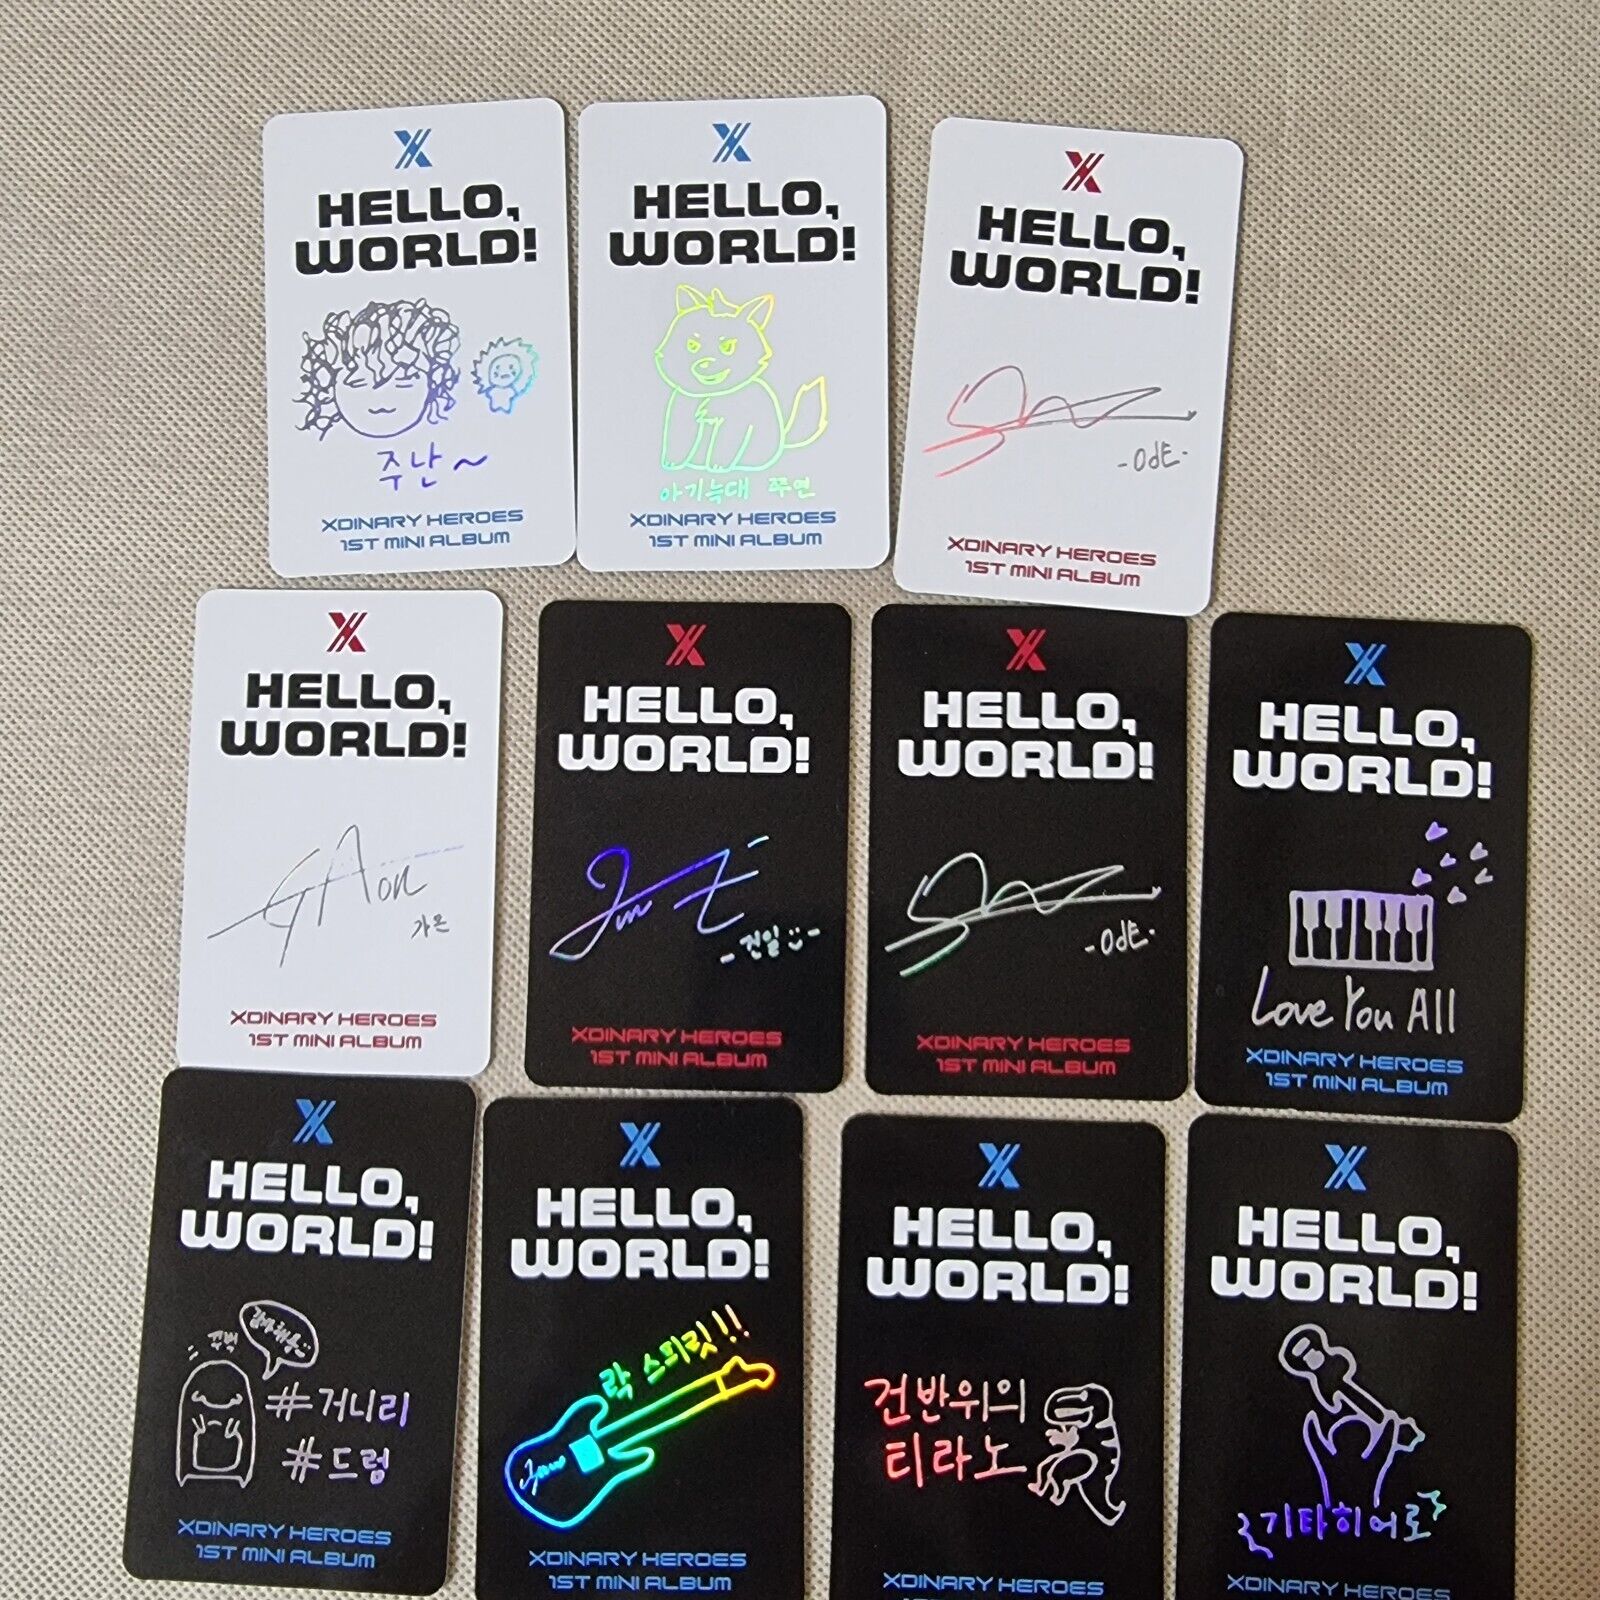 HELLO,
WORLD!
주난~
XDINARY HEROES
1ST MINI ALBUM
HELLO,
WORLD!
아기늑대 쭈연
XDINARY HEROES
1ST MINI ALBUM
HELLO,
WORLD!
-OdE-
XDINARY HEROES
1ST MINI ALBUM
HELLO,
WORLD!
GAon
가온
XDINARY HEROES
1ST MINI ALBUM
HELLO,
WORLD!
-건일 :)-
XDINARY HEROES
1ST MINI ALBUM
HELLO,
WORLD!
-OdE-
XDINARY HEROES
1ST MINI ALBUM
HELLO,
WORLD!
Love You All
XDINARY HEROES
1ST MINI ALBUM
HELLO,
WORLD!
꾸벅
#거니리
#드럼
XDINARY HEROES
1ST MINI ALBUM
HELLO,
WORLD!
락 스피릿!!!
XDINARY HEROES
1ST MINI ALBUM
HELLO,
WORLD!
건반위의
티라노
XDINARY HEROES
HELLO,
WORLD!
기타히어로
XDINARY HEROES